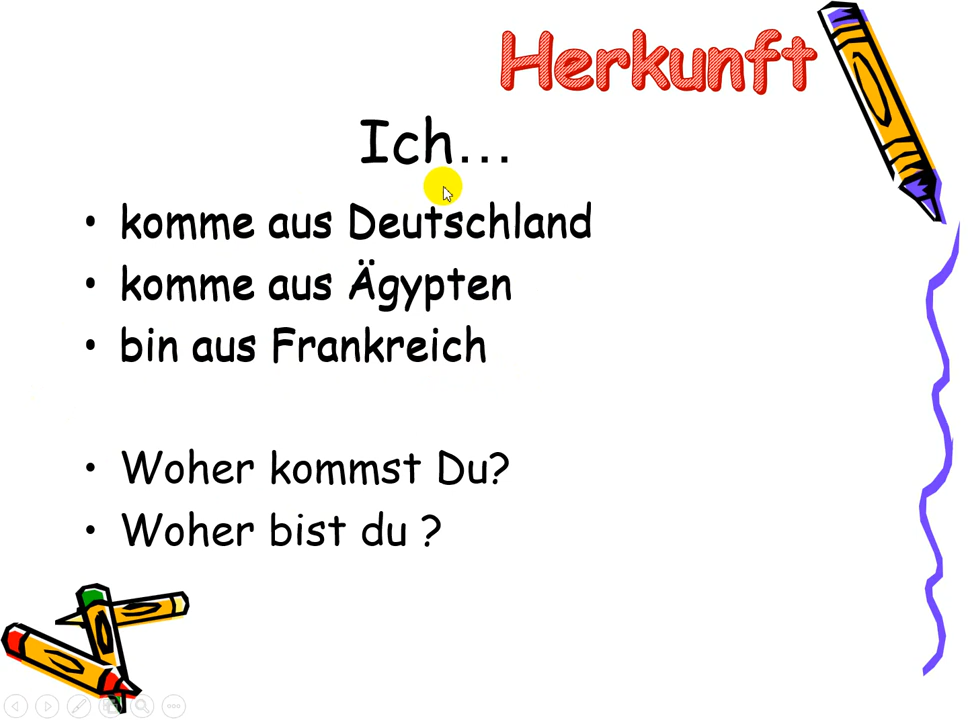 Herkunft
Ich...
• komme aus Deutschland
• komme aus Ägypten
• bin aus Frankreich
• Woher kommst Du?
• Woher bist du ?